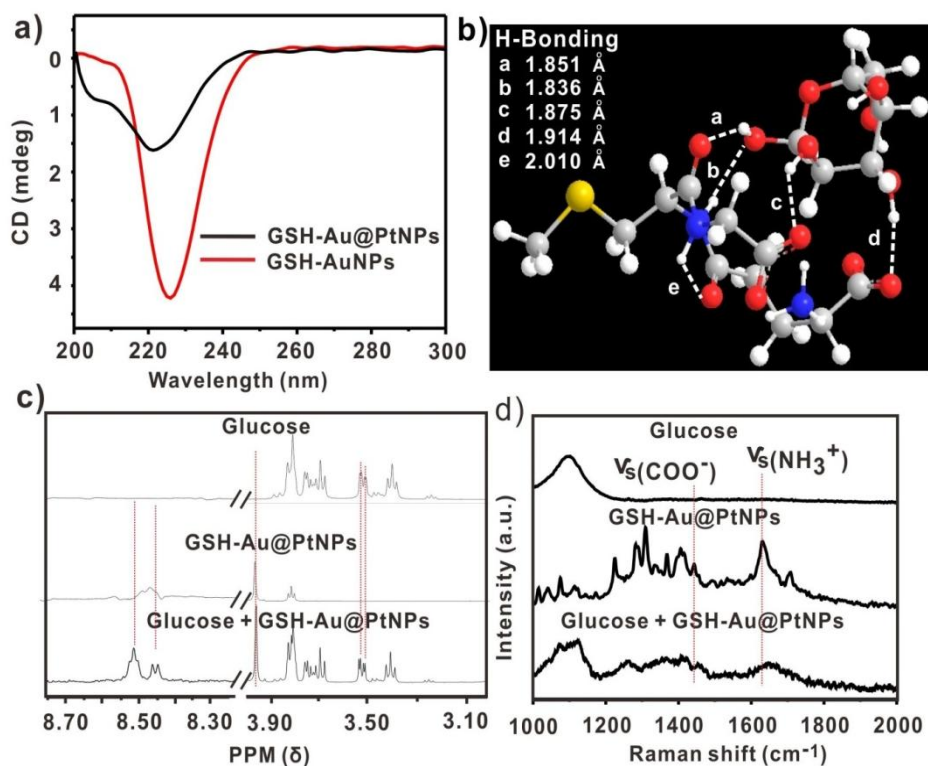 a)
0
1
2
3
4
CD (mdeg)
GSH-Au@PtNPs
GSH-AuNPs
200 220 240 260 280 300
Wavelength (nm)
b)
H-Bonding
a 1.851 Å
b 1.836 Å
c 1.875 Å
d 1.914 Å
e 2.010 Å
a
b
c
d
e
c)
Glucose
GSH-Au@PtNPs
Glucose + GSH-Au@PtNPs
8.70 8.50 8.30 3.90 3.50 3.10
PPM (δ)
d)
Glucose
νs(COO⁻)
νs(NH3⁺)
GSH-Au@PtNPs
Glucose + GSH-Au@PtNPs
Intensity (a.u.)
1000 1200 1400 1600 1800 2000
Raman shift (cm⁻¹)